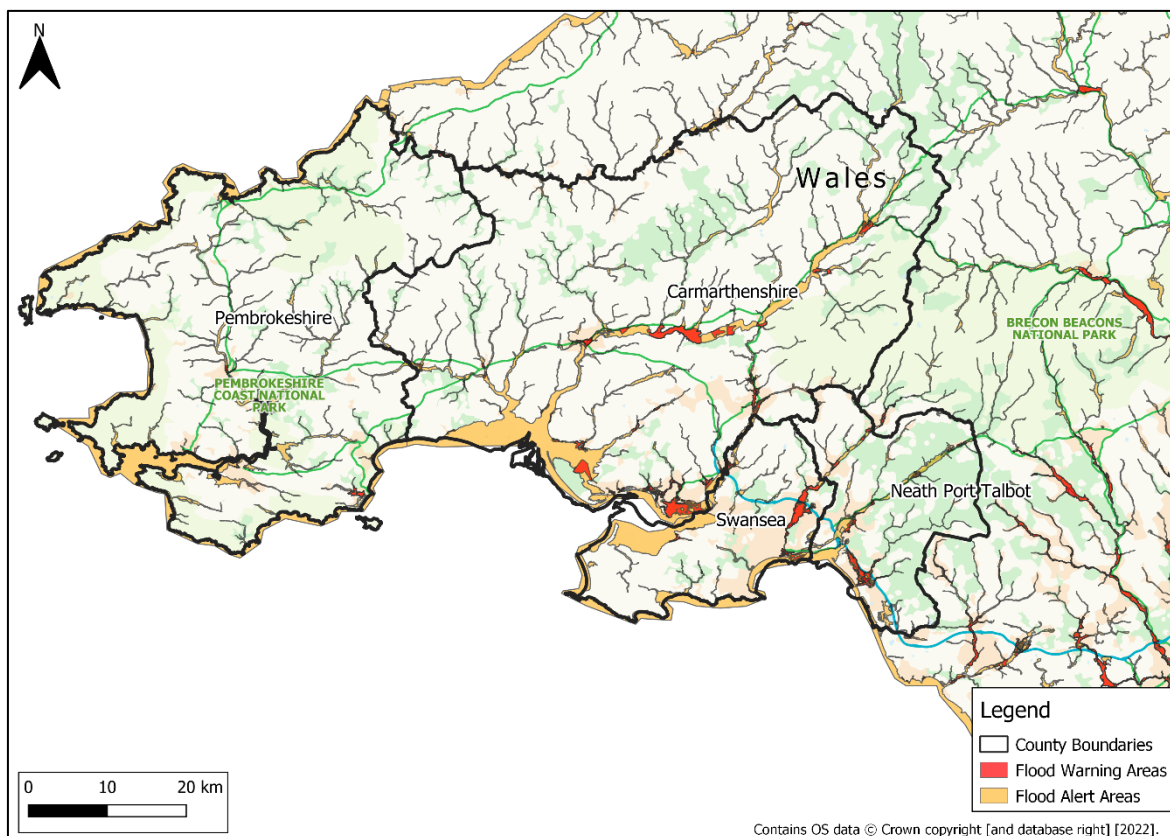 N
Wales
Carmarthenshire
Pembrokeshire
BRECON BEACONS
NATIONAL PARK
PEMBROKESHIRE
COAST NATIONAL
PARK
Neath Port Talbot
Swansea
Legend
County Boundaries
Flood Warning Areas
Flood Alert Areas
0 10 20 km
Contains OS data © Crown copyright [and database right] [2022].